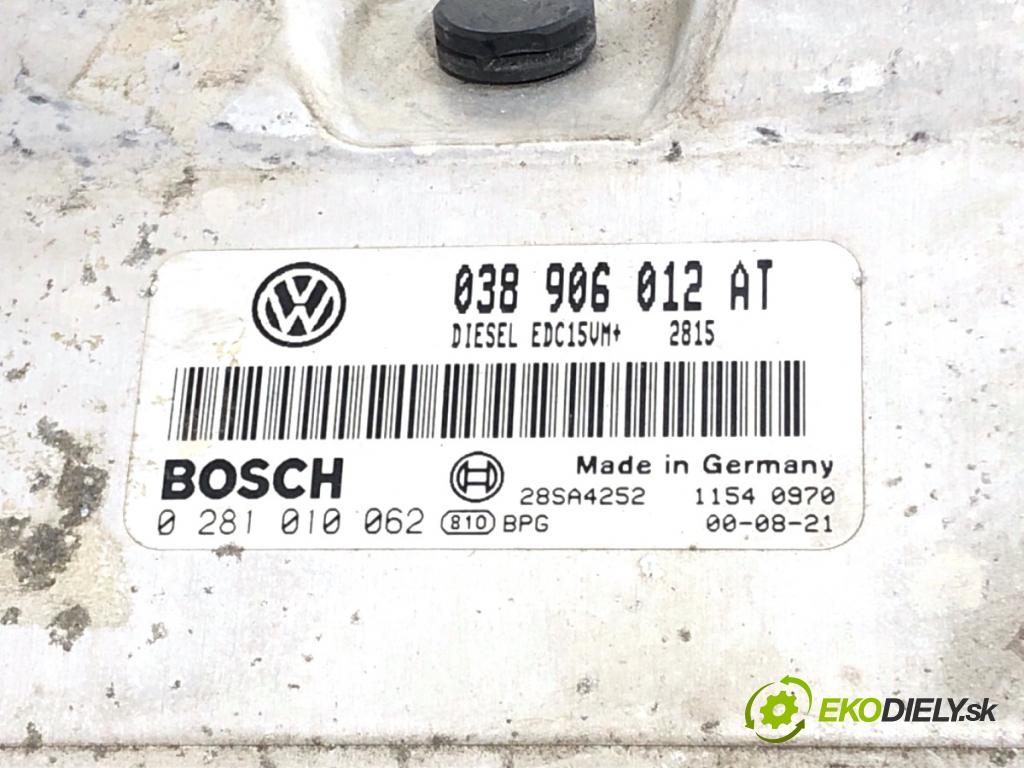 VW
038 906 012 AT
DIESEL EDC15VM+ 2815
BOSCH
Made in Germany
28SA4252 1154 0970
0 281 010 062 810 BPG 00-08-21
EKODIELY.sk